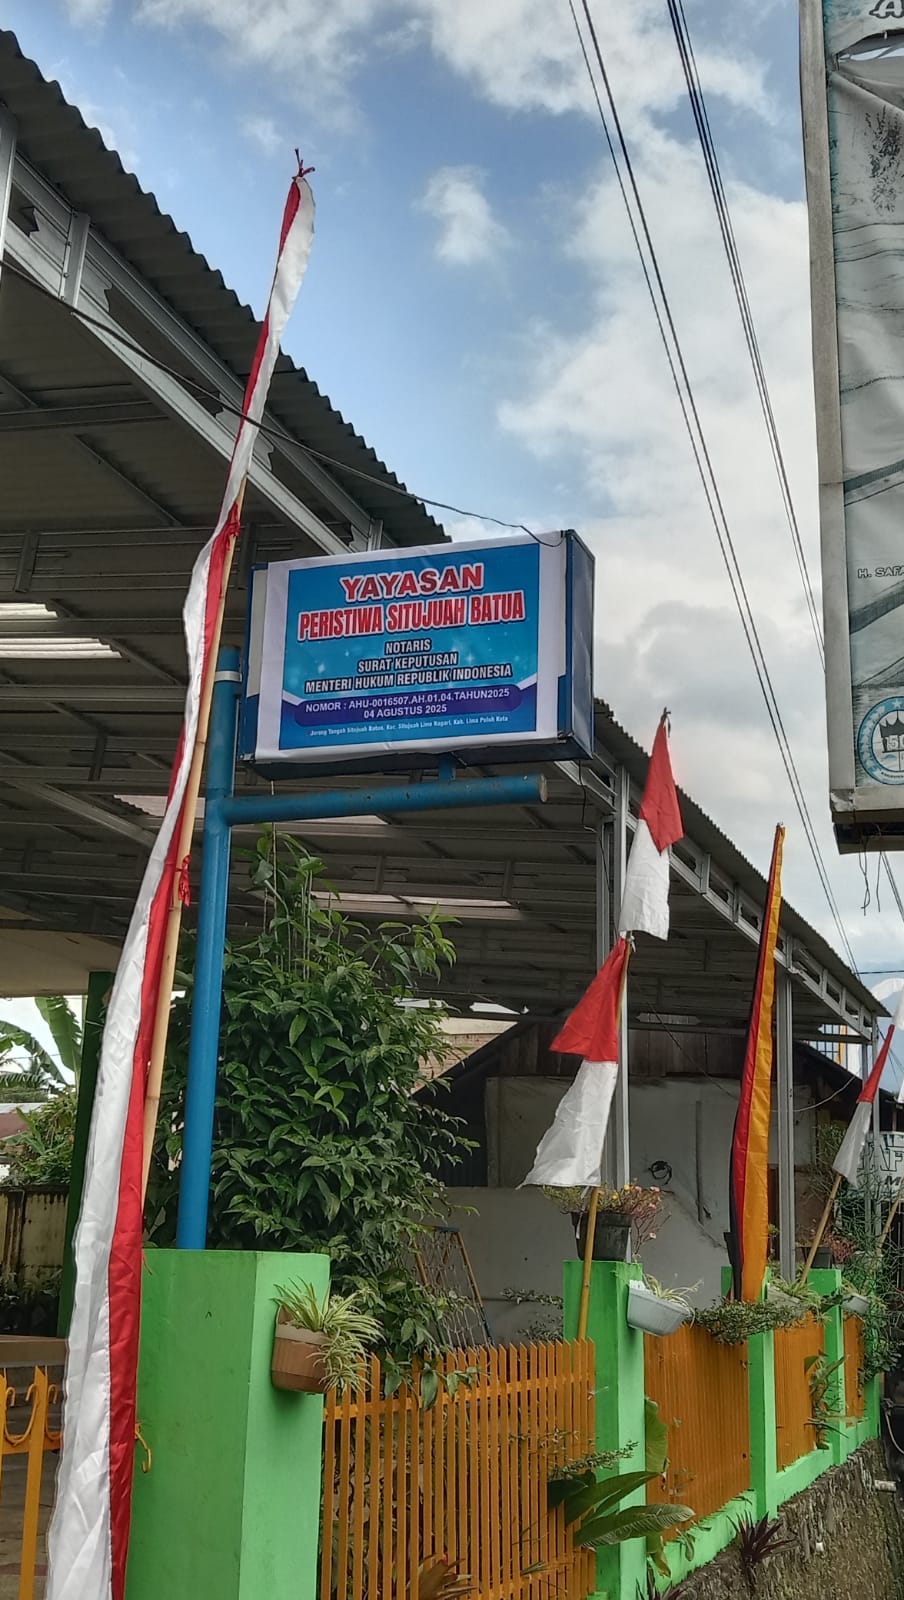 YAYASAN
PERISTIWA SITUJUAH BATUA
NOTARIS
SURAT KEPUTUSAN
MENTERI HUKUM REPUBLIK INDONESIA
NOMOR : AHU-0016507.AH.01.04.TAHUN2025
04 AGUSTUS 2025
Jorong Tangah Situjuah Batua, Kec. Situjuah Limo Nagari, Kab. Lima Puluh Kota
H. SAFA